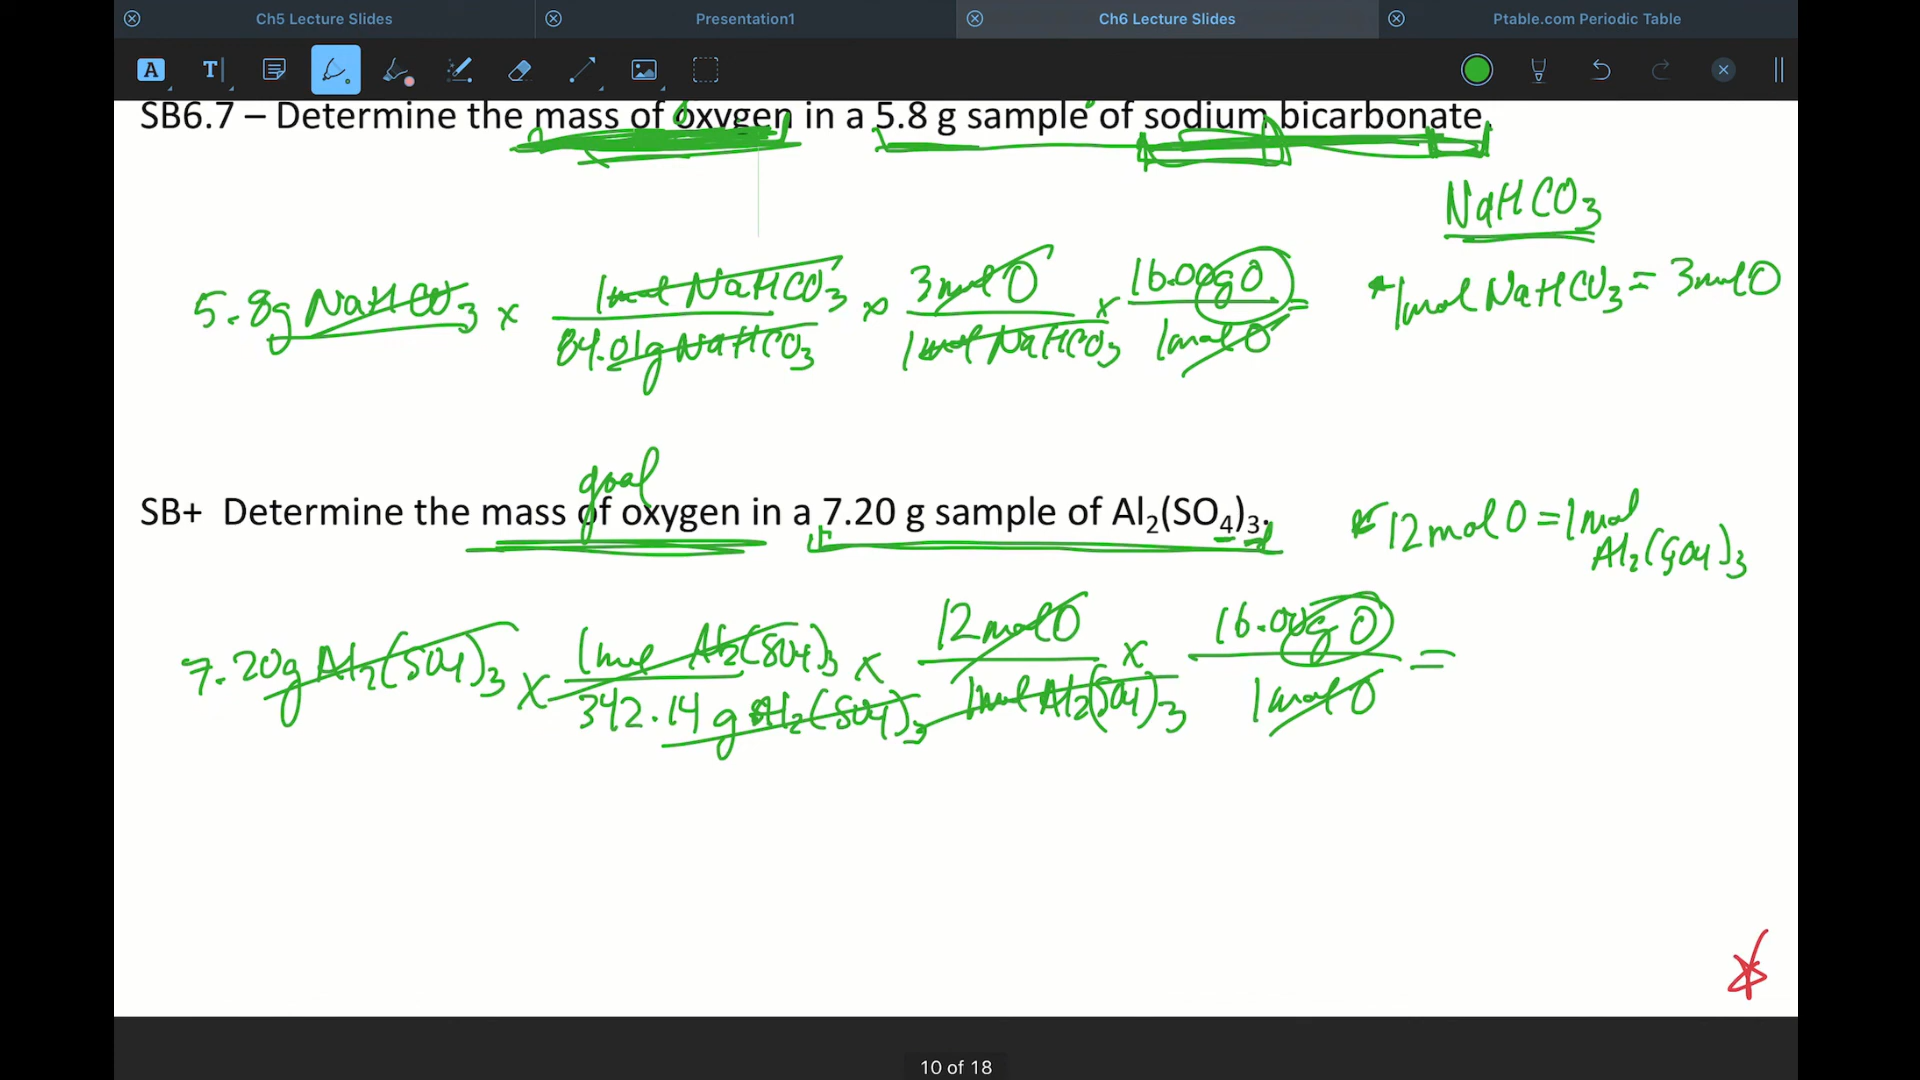 Ch5 Lecture Slides Presentation1 Ch6 Lecture Slides Ptable.com Periodic Table
A T
SB6.7 – Determine the mass of oxygen in a 5.8 g sample of sodium bicarbonate.
NaHCO3
5.8g NaHCO3 x 1mol NaHCO3 / 84.01g NaHCO3 x 3mol O / 1mol NaHCO3 x 16.00g O / 1mol O =
*1mol NaHCO3 = 3mol O
goal
SB+ Determine the mass of oxygen in a 7.20 g sample of Al2(SO4)3.
*12mol O = 1mol
Al2(SO4)3
7.20g Al2(SO4)3 x 1mol Al2(SO4)3 / 342.14g Al2(SO4)3 x 12mol O / 1mol Al2(SO4)3 x 16.00g O / 1mol O =
10 of 18